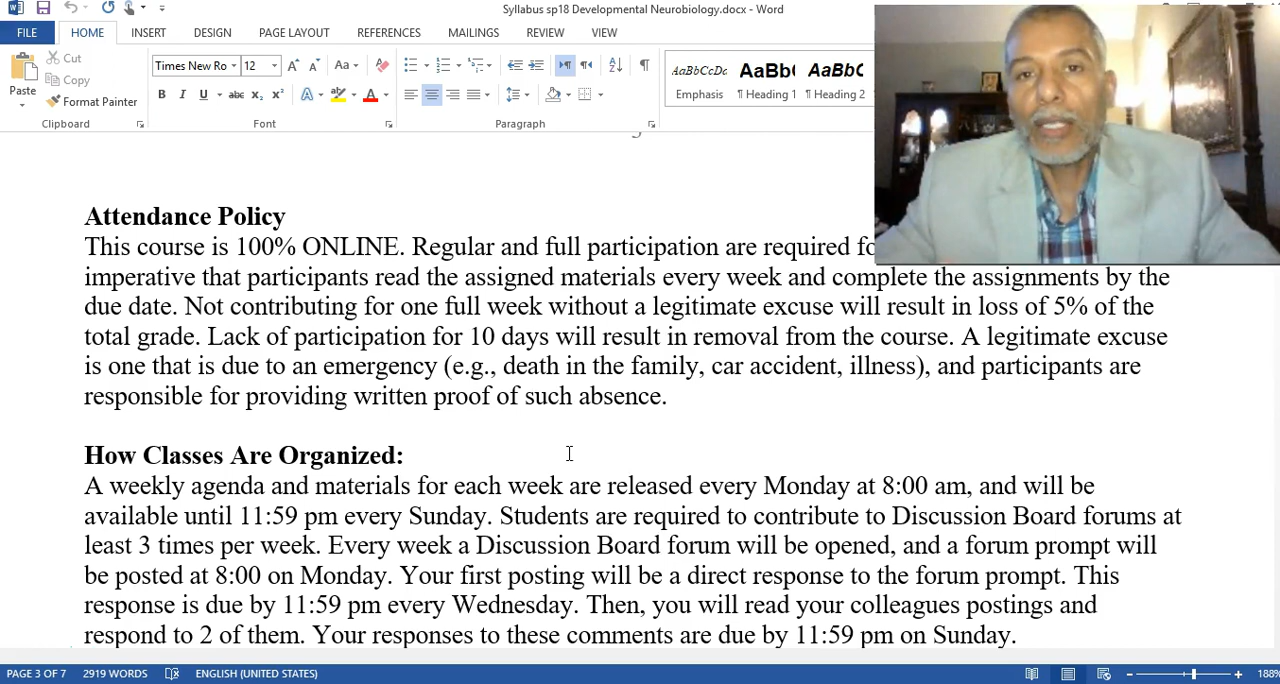 Syllabus sp18 Developmental Neurobiology.docx - Word
FILE HOME INSERT DESIGN PAGE LAYOUT REFERENCES MAILINGS REVIEW VIEW
Cut
Copy
Format Painter
Paste
Clipboard
Times New Ro 12
Font
Paragraph
AaBbCcDc AaBb( AaBbC
Emphasis ¶ Heading 1 ¶ Heading 2
Attendance Policy
This course is 100% ONLINE. Regular and full participation are required
imperative that participants read the assigned materials every week and complete the assignments by the
due date. Not contributing for one full week without a legitimate excuse will result in loss of 5% of the
total grade. Lack of participation for 10 days will result in removal from the course. A legitimate excuse
is one that is due to an emergency (e.g., death in the family, car accident, illness), and participants are
responsible for providing written proof of such absence.
How Classes Are Organized:
A weekly agenda and materials for each week are released every Monday at 8:00 am, and will be
available until 11:59 pm every Sunday. Students are required to contribute to Discussion Board forums at
least 3 times per week. Every week a Discussion Board forum will be opened, and a forum prompt will
be posted at 8:00 on Monday. Your first posting will be a direct response to the forum prompt. This
response is due by 11:59 pm every Wednesday. Then, you will read your colleagues postings and
respond to 2 of them. Your responses to these comments are due by 11:59 pm on Sunday.
PAGE 3 OF 7 2919 WORDS ENGLISH (UNITED STATES) 188%